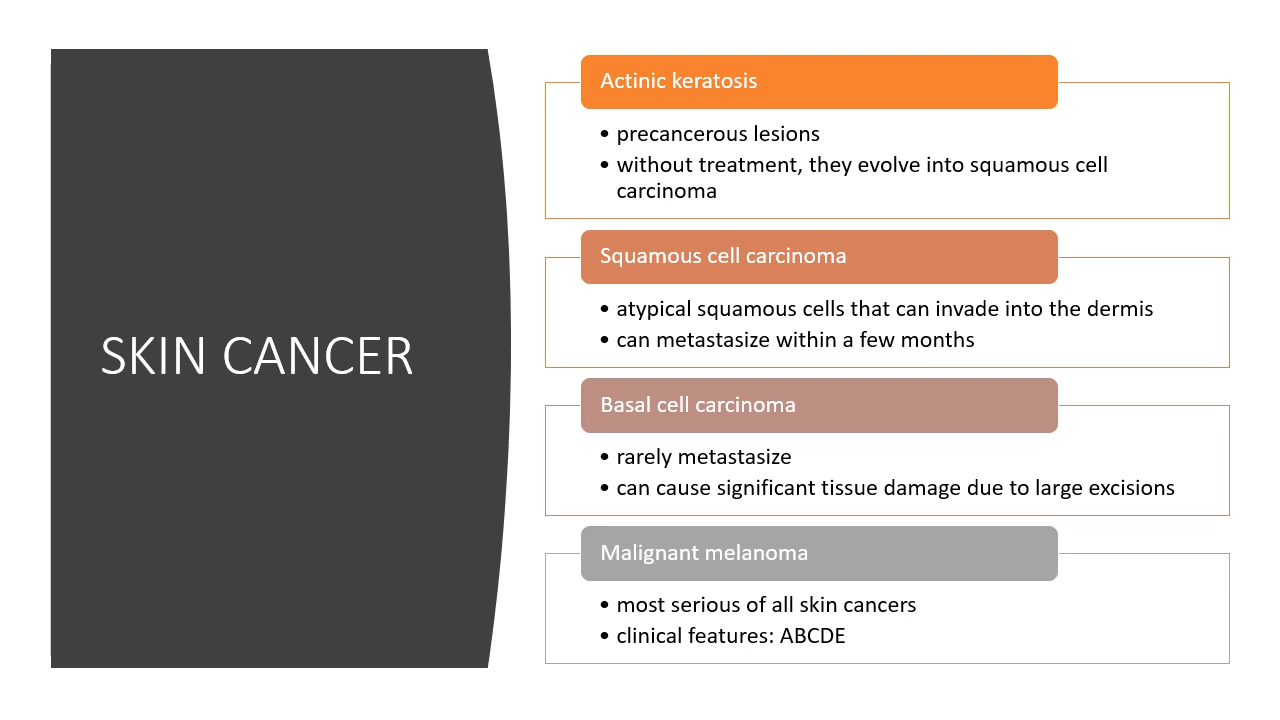 SKIN CANCER
Actinic keratosis
• precancerous lesions
• without treatment, they evolve into squamous cell
carcinoma
Squamous cell carcinoma
• atypical squamous cells that can invade into the dermis
• can metastasize within a few months
Basal cell carcinoma
• rarely metastasize
• can cause significant tissue damage due to large excisions
Malignant melanoma
• most serious of all skin cancers
• clinical features: ABCDE